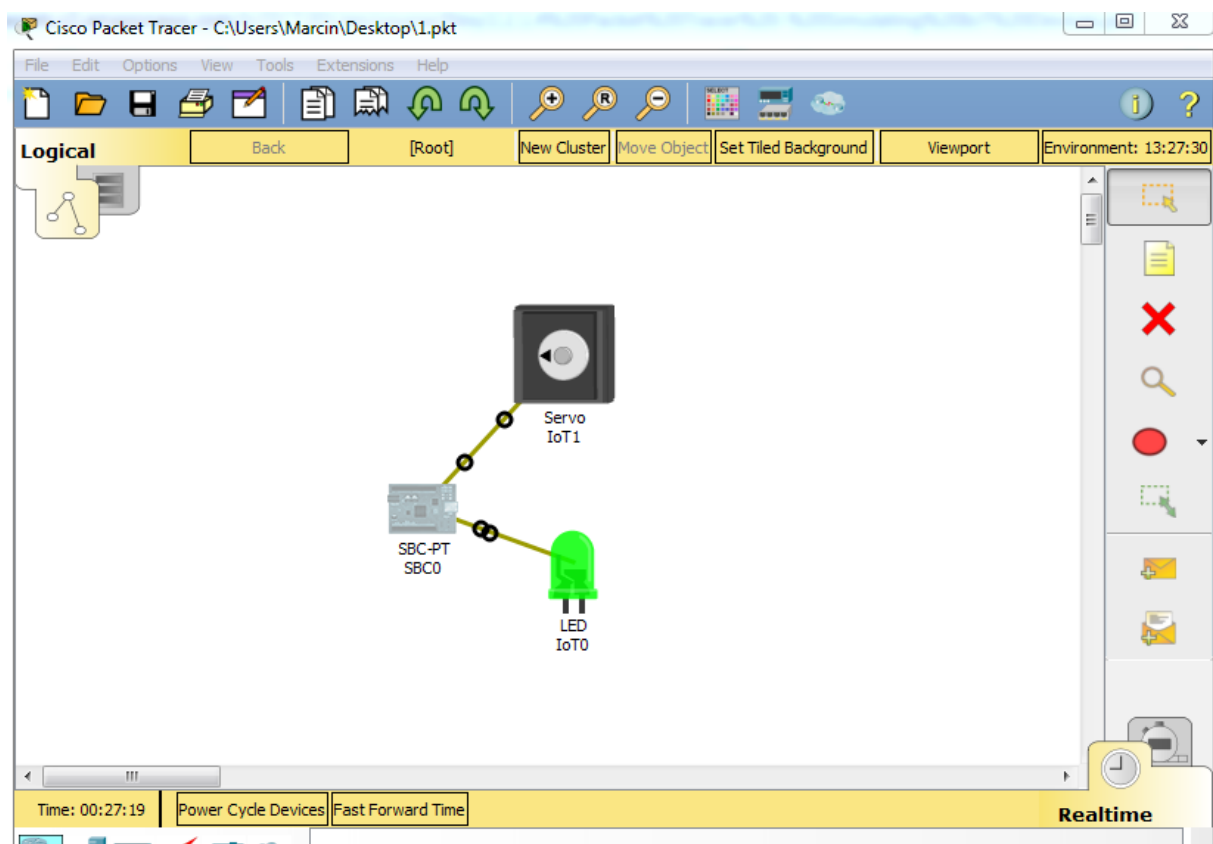 Cisco Packet Tracer - C:\Users\Marcin\Desktop\1.pkt
File Edit Options View Tools Extensions Help
R SELECT i ?
Logical Back [Root] New Cluster Move Object Set Tiled Background Viewport Environment: 13:27:30
Servo
IoT1
SBC-PT
SBC0
LED
IoT0
Time: 00:27:19 Power Cycle Devices Fast Forward Time Realtime